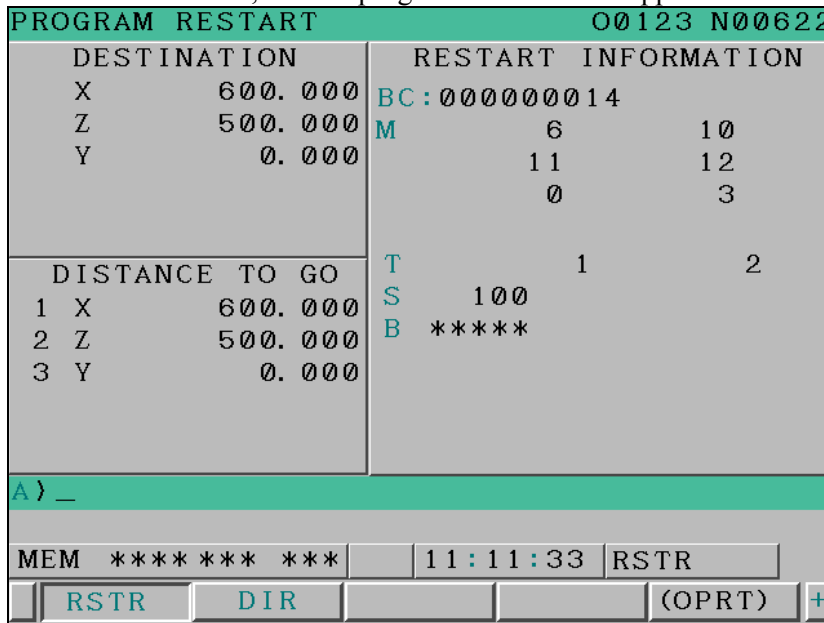 PROGRAM RESTART O0123 N00622
DESTINATION
X 600. 000
Z 500. 000
Y 0. 000
DISTANCE TO GO
1 X 600. 000
2 Z 500. 000
3 Y 0. 000
RESTART INFORMATION
BC:000000014
M 6 10
11 12
0 3
T 1 2
S 100
B *****
A)_
MEM **** *** *** 11:11:33 RSTR
RSTR DIR (OPRT) +